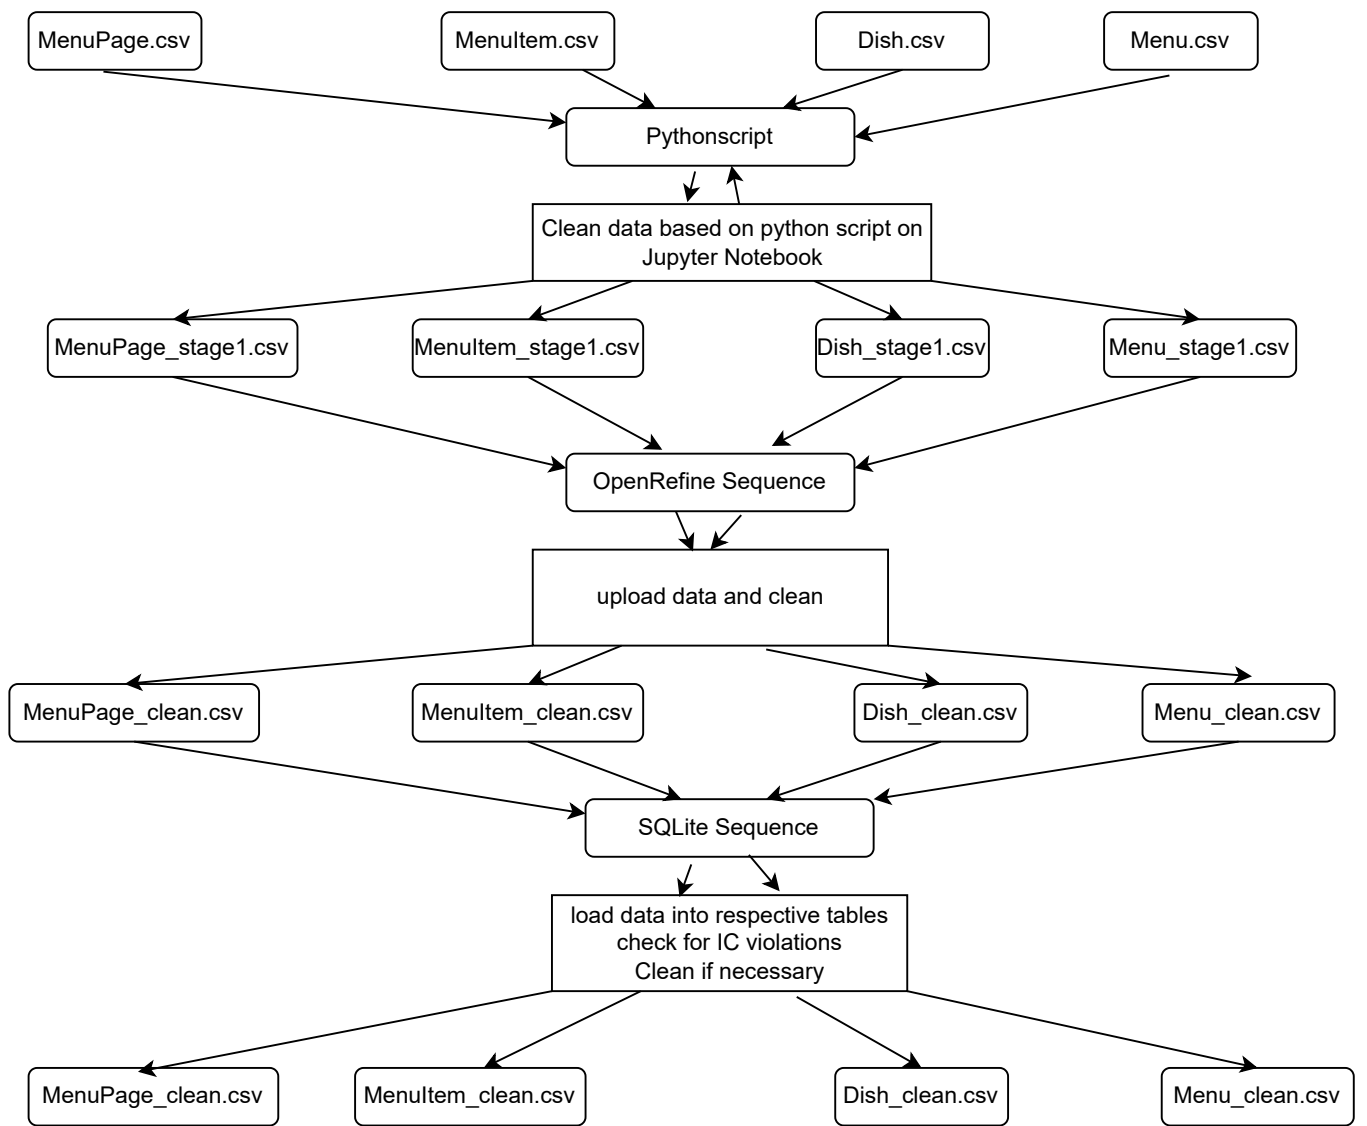 MenuPage.csv
MenuItem.csv
Dish.csv
Menu.csv
Pythonscript
Clean data based on python script on
Jupyter Notebook
MenuPage_stage1.csv
MenuItem_stage1.csv
Dish_stage1.csv
Menu_stage1.csv
OpenRefine Sequence
upload data and clean
MenuPage_clean.csv
MenuItem_clean.csv
Dish_clean.csv
Menu_clean.csv
SQLite Sequence
load data into respective tables
check for IC violations
Clean if necessary
MenuPage_clean.csv
MenuItem_clean.csv
Dish_clean.csv
Menu_clean.csv